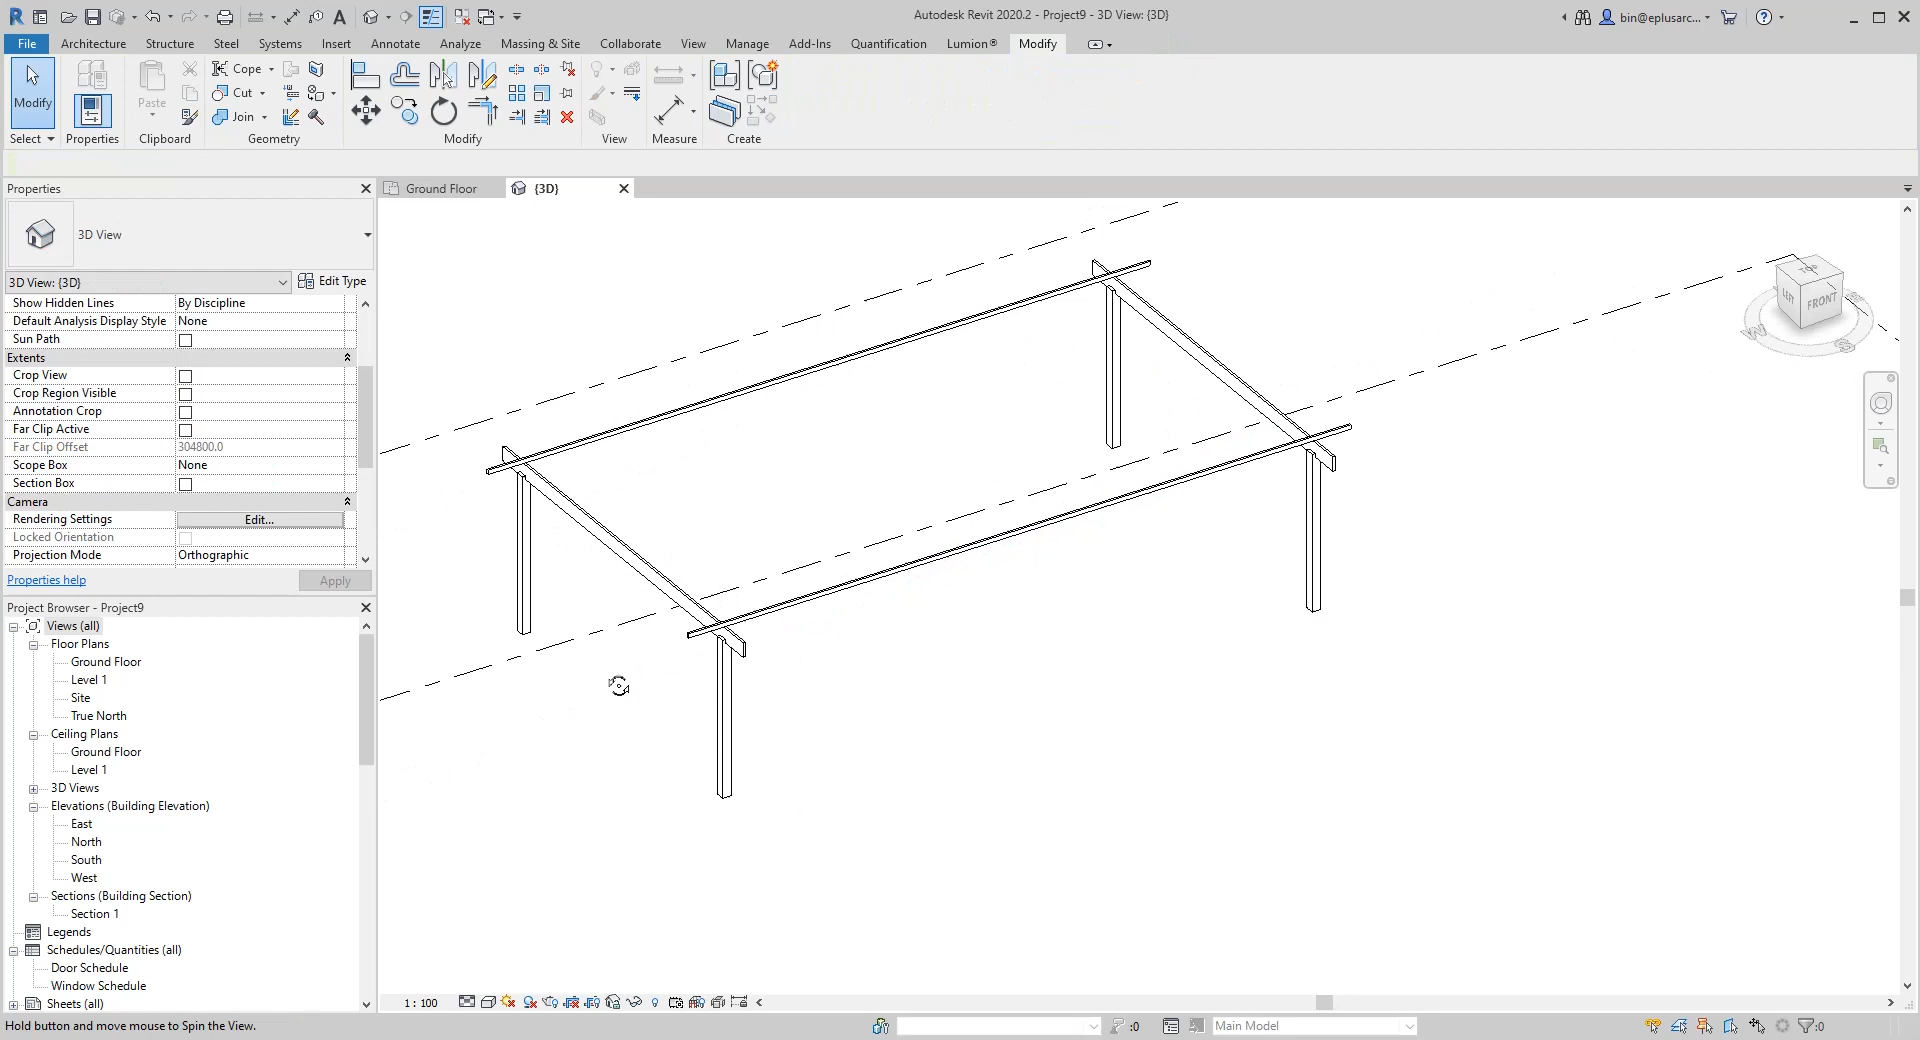 Autodesk Revit 2020.2 - Project9 - 3D View: {3D}
bin@eplusarc...
File Architecture Structure Steel Systems Insert Annotate Analyze Massing & Site Collaborate View Manage Add-Ins Quantification Lumion® Modify
Modify
Paste
Cope
Cut
Join
Select Properties Clipboard Geometry Modify View Measure Create
Properties
Ground Floor
{3D}
3D View
3D View: {3D}
Edit Type
Show Hidden Lines By Discipline
Default Analysis Display Style None
Sun Path
Extents
Crop View
Crop Region Visible
Annotation Crop
Far Clip Active
Far Clip Offset 304800.0
Scope Box None
Section Box
Camera
Rendering Settings Edit...
Locked Orientation
Projection Mode Orthographic
Properties help
Apply
TOP
LEFT
FRONT
W
S
E
Project Browser - Project9
Views (all)
Floor Plans
Ground Floor
Level 1
Site
True North
Ceiling Plans
Ground Floor
Level 1
3D Views
Elevations (Building Elevation)
East
North
South
West
Sections (Building Section)
Section 1
Legends
Schedules/Quantities (all)
Door Schedule
Window Schedule
Sheets (all)
1 : 100
Hold button and move mouse to Spin the View.
:0
Main Model
:0